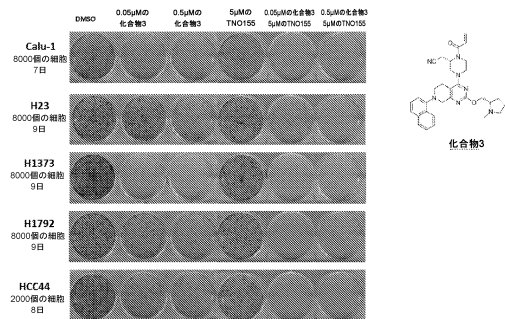 DMSO
0.05µMの
化合物3
0.5µMの
化合物3
5µMの
TNO155
0.05µMの化合物3
5µMのTNO155
0.5µMの化合物3
5µMのTNO155
Calu-1
8000個の細胞
7日
H23
8000個の細胞
9日
H1373
8000個の細胞
9日
H1792
8000個の細胞
9日
HCC44
2000個の細胞
8日
O
NC
N
N
N
N
N
O
N
化合物3